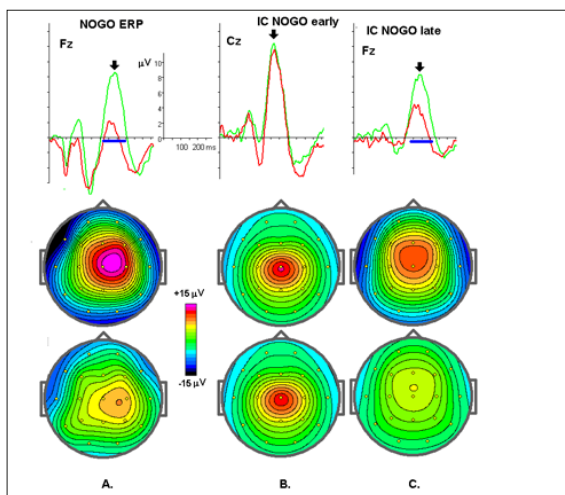 NOGO ERP
IC NOGO early
IC NOGO late
Fz
Cz
Fz
µV
10
8
6
4
2
0
100 200 ms
+15 µV
-15 µV
A.
B.
C.